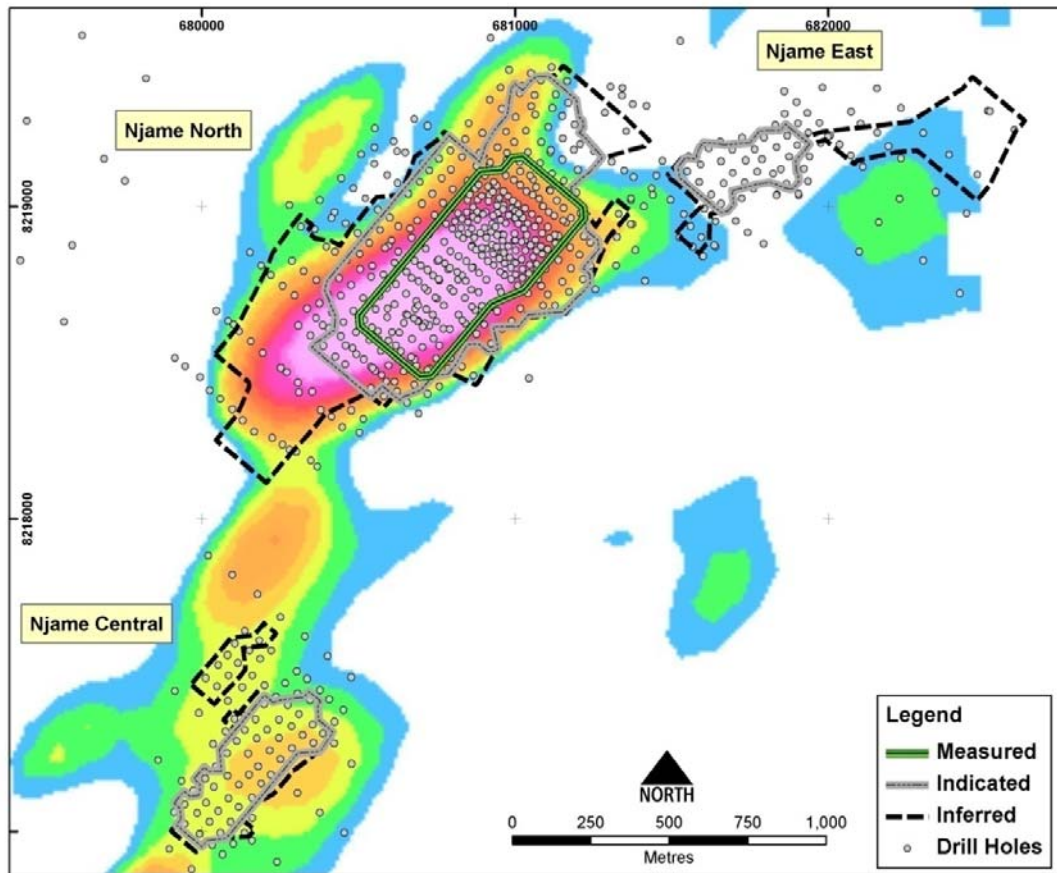 680000
681000
682000
Njame East
Njame North
8219000
8218000
Njame Central
Legend
Measured
Indicated
Inferred
Drill Holes
NORTH
0 250 500 750 1,000
Metres